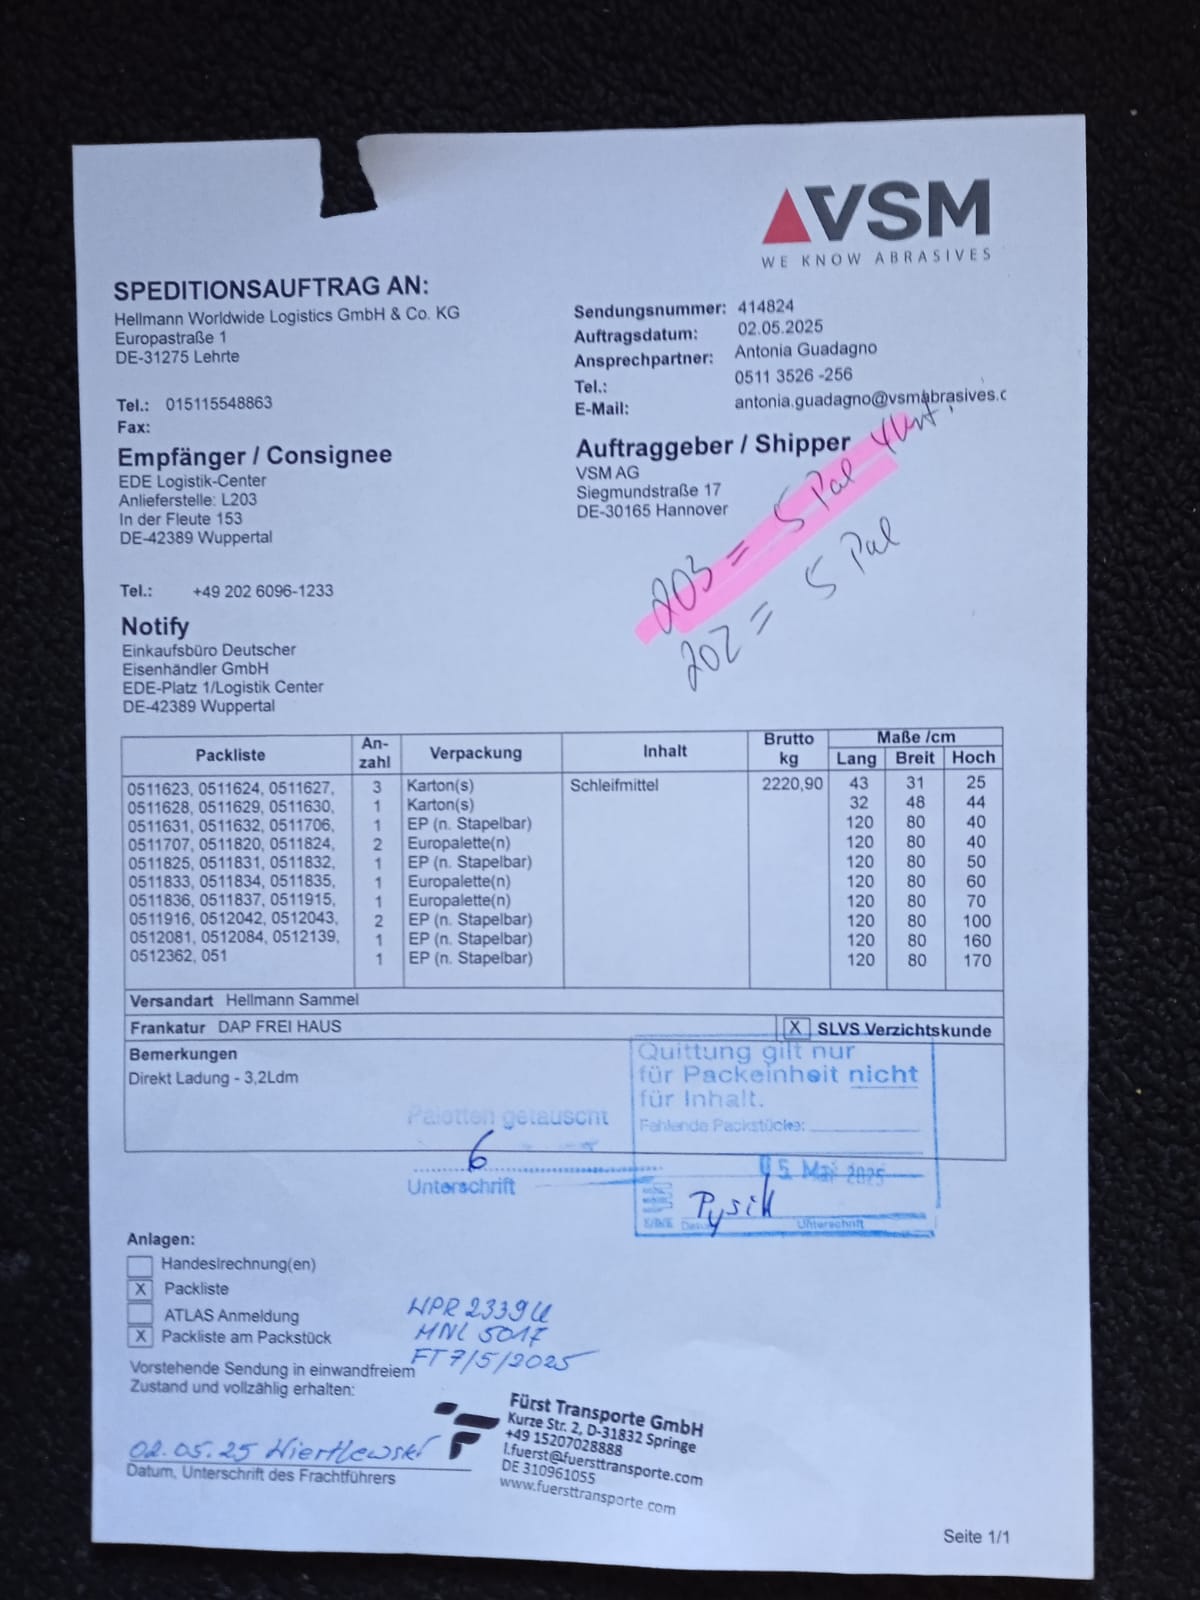 VSM
WE KNOW ABRASIVES
SPEDITIONSAUFTRAG AN:
Hellmann Worldwide Logistics GmbH & Co. KG
Europastraße 1
DE-31275 Lehrte
Tel.: 015115548863
Fax:
Sendungsnummer: 414824
Auftragsdatum: 02.05.2025
Ansprechpartner: Antonia Guadagno
Tel.: 0511 3526 -256
E-Mail: antonia.guadagno@vsmabrasives.c
Empfänger / Consignee
EDE Logistik-Center
Anlieferstelle: L203
In der Fleute 153
DE-42389 Wuppertal
Tel.: +49 202 6096-1233
Auftraggeber / Shipper
VSM AG
Siegmundstraße 17
DE-30165 Hannover
203 = 5 Pal
202 = 5 Pal
Notify
Einkaufsbüro Deutscher
Eisenhändler GmbH
EDE-Platz 1/Logistik Center
DE-42389 Wuppertal
Packliste An-zahl Verpackung Inhalt Brutto kg Maße /cm Lang Breit Hoch
0511623, 0511624, 0511627, 3 Karton(s) Schleifmittel 2220,90 43 31 25
0511628, 0511629, 0511630, 1 Karton(s) 32 48 44
0511631, 0511632, 0511706, 1 EP (n. Stapelbar) 120 80 40
0511707, 0511820, 0511824, 2 Europalette(n) 120 80 40
0511825, 0511831, 0511832, 1 EP (n. Stapelbar) 120 80 50
0511833, 0511834, 0511835, 1 Europalette(n) 120 80 60
0511836, 0511837, 0511915, 1 Europalette(n) 120 80 70
0511916, 0512042, 0512043, 2 EP (n. Stapelbar) 120 80 100
0512081, 0512084, 0512139, 1 EP (n. Stapelbar) 120 80 160
0512362, 051 1 EP (n. Stapelbar) 120 80 170
Versandart Hellmann Sammel
Frankatur DAP FREI HAUS X SLVS Verzichtskunde
Bemerkungen
Direkt Ladung - 3,2Ldm
Quittung gilt nur
für Packeinheit nicht
für Inhalt.
Fehlende Packstücke:
05. Mai 2025
Pysik
Unterschrift
Paletten getauscht
6
Unterschrift
Anlagen:
Handeslrechnung(en)
X Packliste
ATLAS Anmeldung
X Packliste am Packstück
WPR 2339U
MNL 5017
FT 7/5/2025
Vorstehende Sendung in einwandfreiem
Zustand und vollzählig erhalten:
02.05.25 Wiertlewski
Datum, Unterschrift des Frachtführers
Fürst Transporte GmbH
Kurze Str. 2, D-31832 Springe
+49 15207028888
l.fuerst@fuersttransporte.com
DE 310961055
www.fuersttransporte.com
Seite 1/1